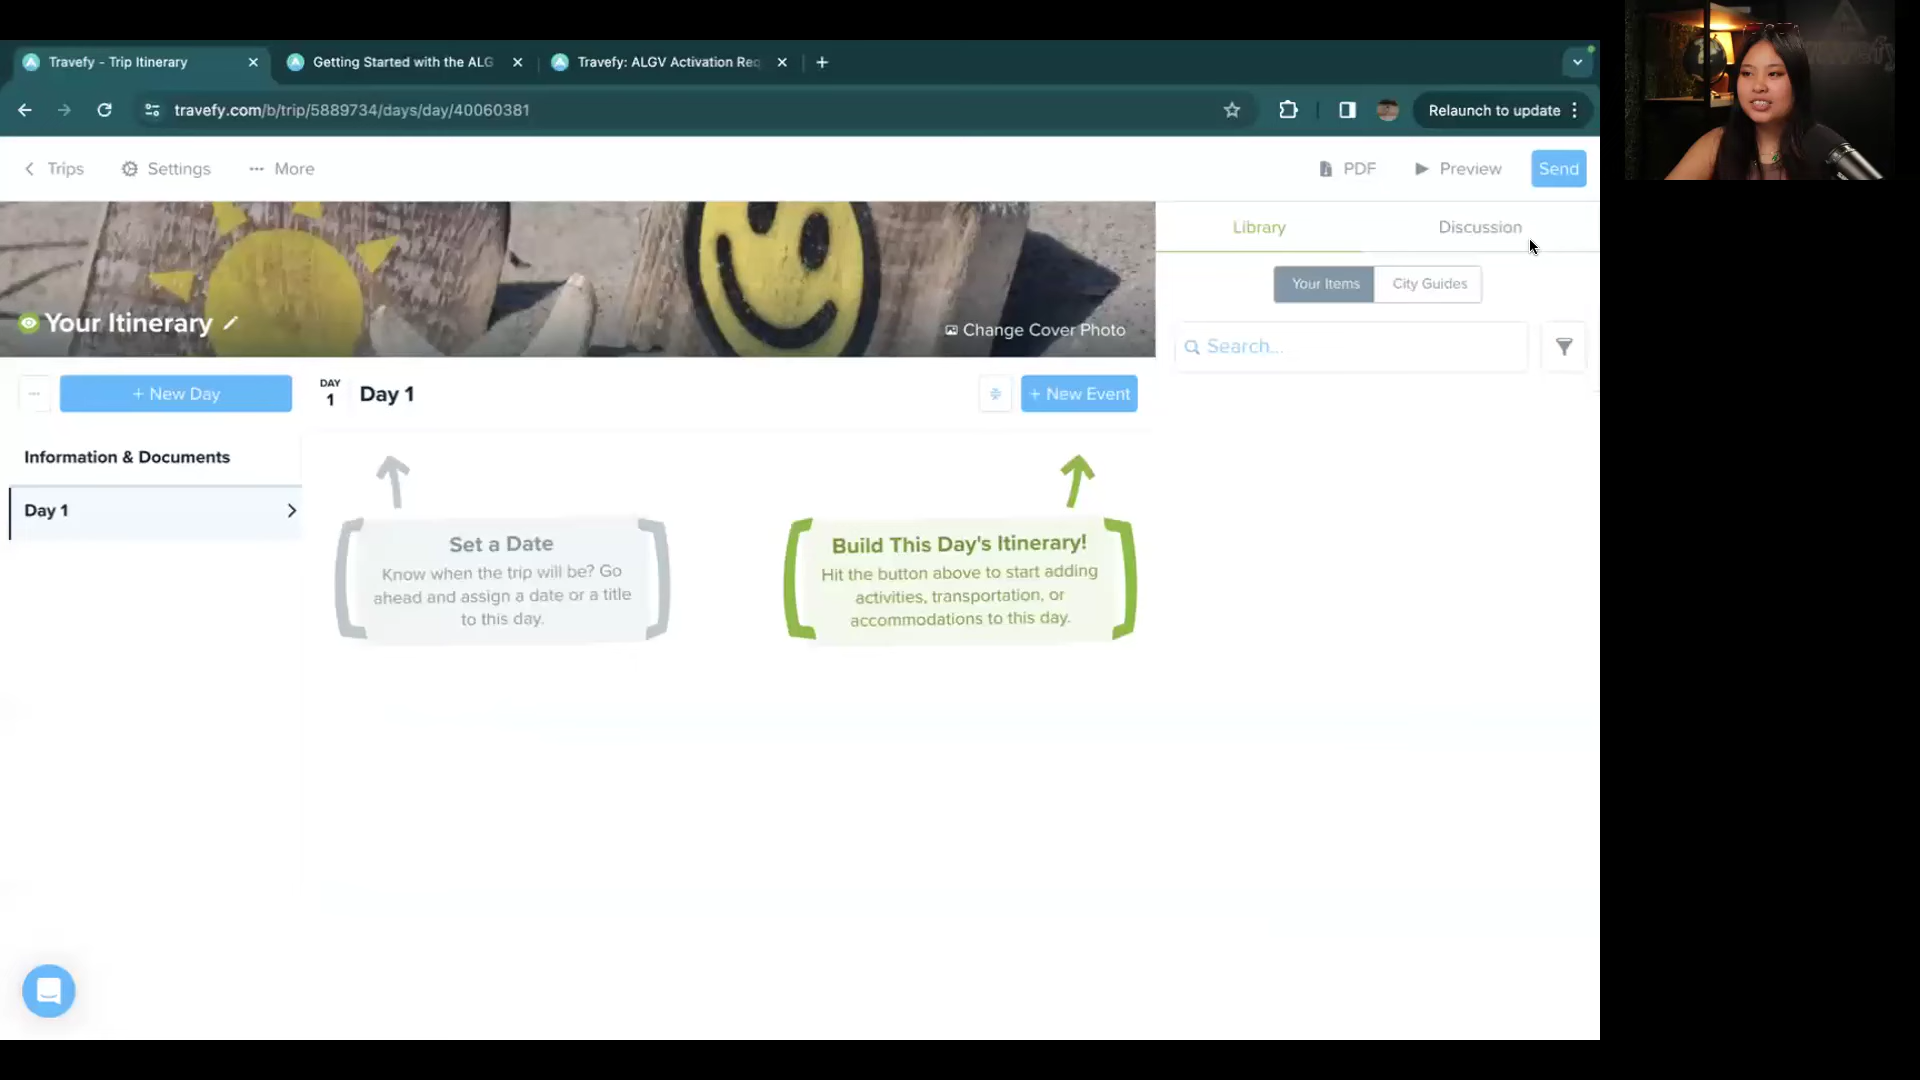 Travefy - Trip Itinerary
Getting Started with the ALG
Travefy: ALGV Activation Req
travefy.com/b/trip/5889734/days/day/40060381
Relaunch to update
Trips
Settings
More
PDF
Preview
Send
Your Itinerary
Change Cover Photo
Library
Discussion
Your Items
City Guides
Search...
+ New Day
DAY
1
Day 1
+ New Event
Information & Documents
Day 1
Set a Date
Know when the trip will be? Go
ahead and assign a date or a title
to this day.
Build This Day's Itinerary!
Hit the button above to start adding
activities, transportation, or
accommodations to this day.